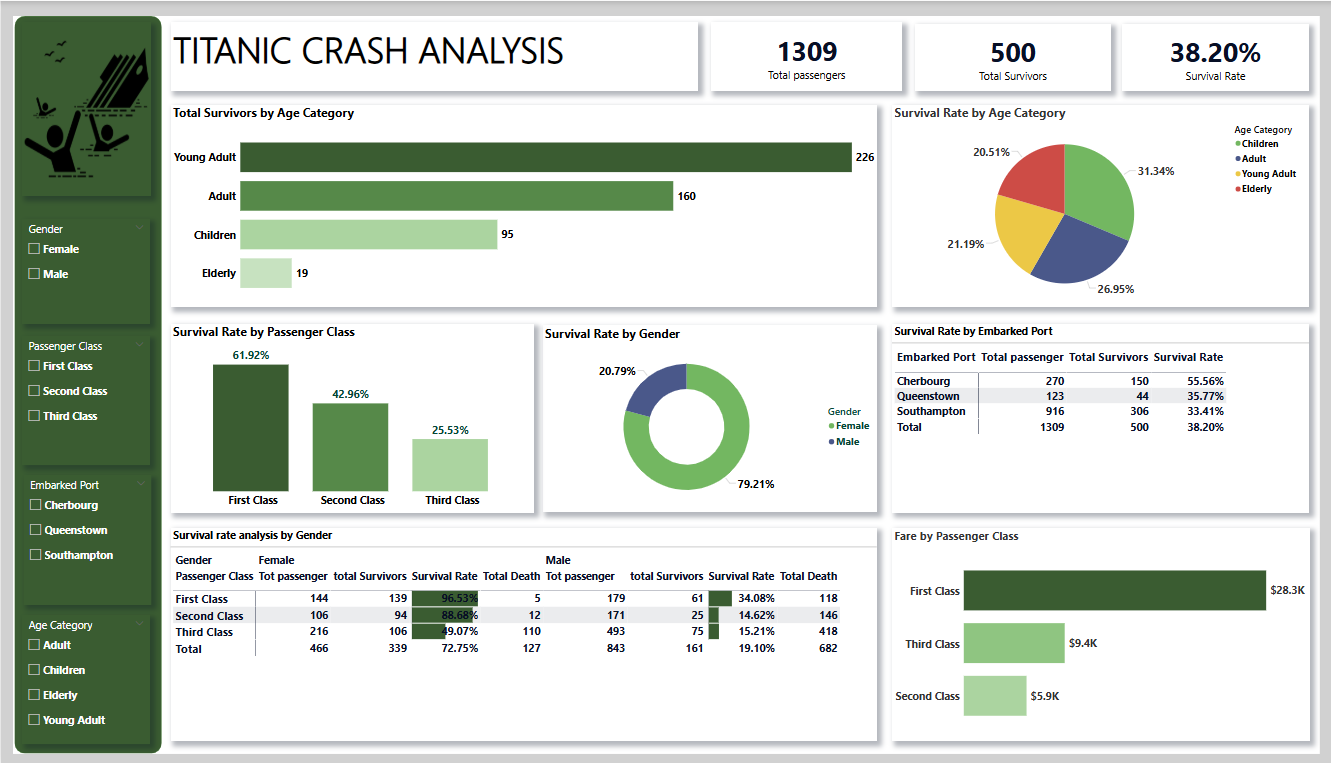 TITANIC CRASH ANALYSIS
1309
Total passengers
500
Total Survivors
38.20%
Survival Rate
Gender
Female
Male
Passenger Class
First Class
Second Class
Third Class
Embarked Port
Cherbourg
Queenstown
Southampton
Age Category
Adult
Children
Elderly
Young Adult
Total Survivors by Age Category
Young Adult 226
Adult 160
Children 95
Elderly 19
Survival Rate by Age Category
20.51%
31.34%
21.19%
26.95%
Age Category
Children
Adult
Young Adult
Elderly
Survival Rate by Passenger Class
61.92%
42.96%
25.53%
First Class Second Class Third Class
Survival Rate by Gender
20.79%
79.21%
Gender
Female
Male
Survival Rate by Embarked Port
Embarked Port Total passenger Total Survivors Survival Rate
Cherbourg 270 150 55.56%
Queenstown 123 44 35.77%
Southampton 916 306 33.41%
Total 1309 500 38.20%
Survival rate analysis by Gender
Gender Female Male
Passenger Class Tot passenger total Survivors Survival Rate Total Death Tot passenger total Survivors Survival Rate Total Death
First Class 144 139 96.53% 5 179 61 34.08% 118
Second Class 106 94 88.68% 12 171 25 14.62% 146
Third Class 216 106 49.07% 110 493 75 15.21% 418
Total 466 339 72.75% 127 843 161 19.10% 682
Fare by Passenger Class
First Class $28.3K
Third Class $9.4K
Second Class $5.9K